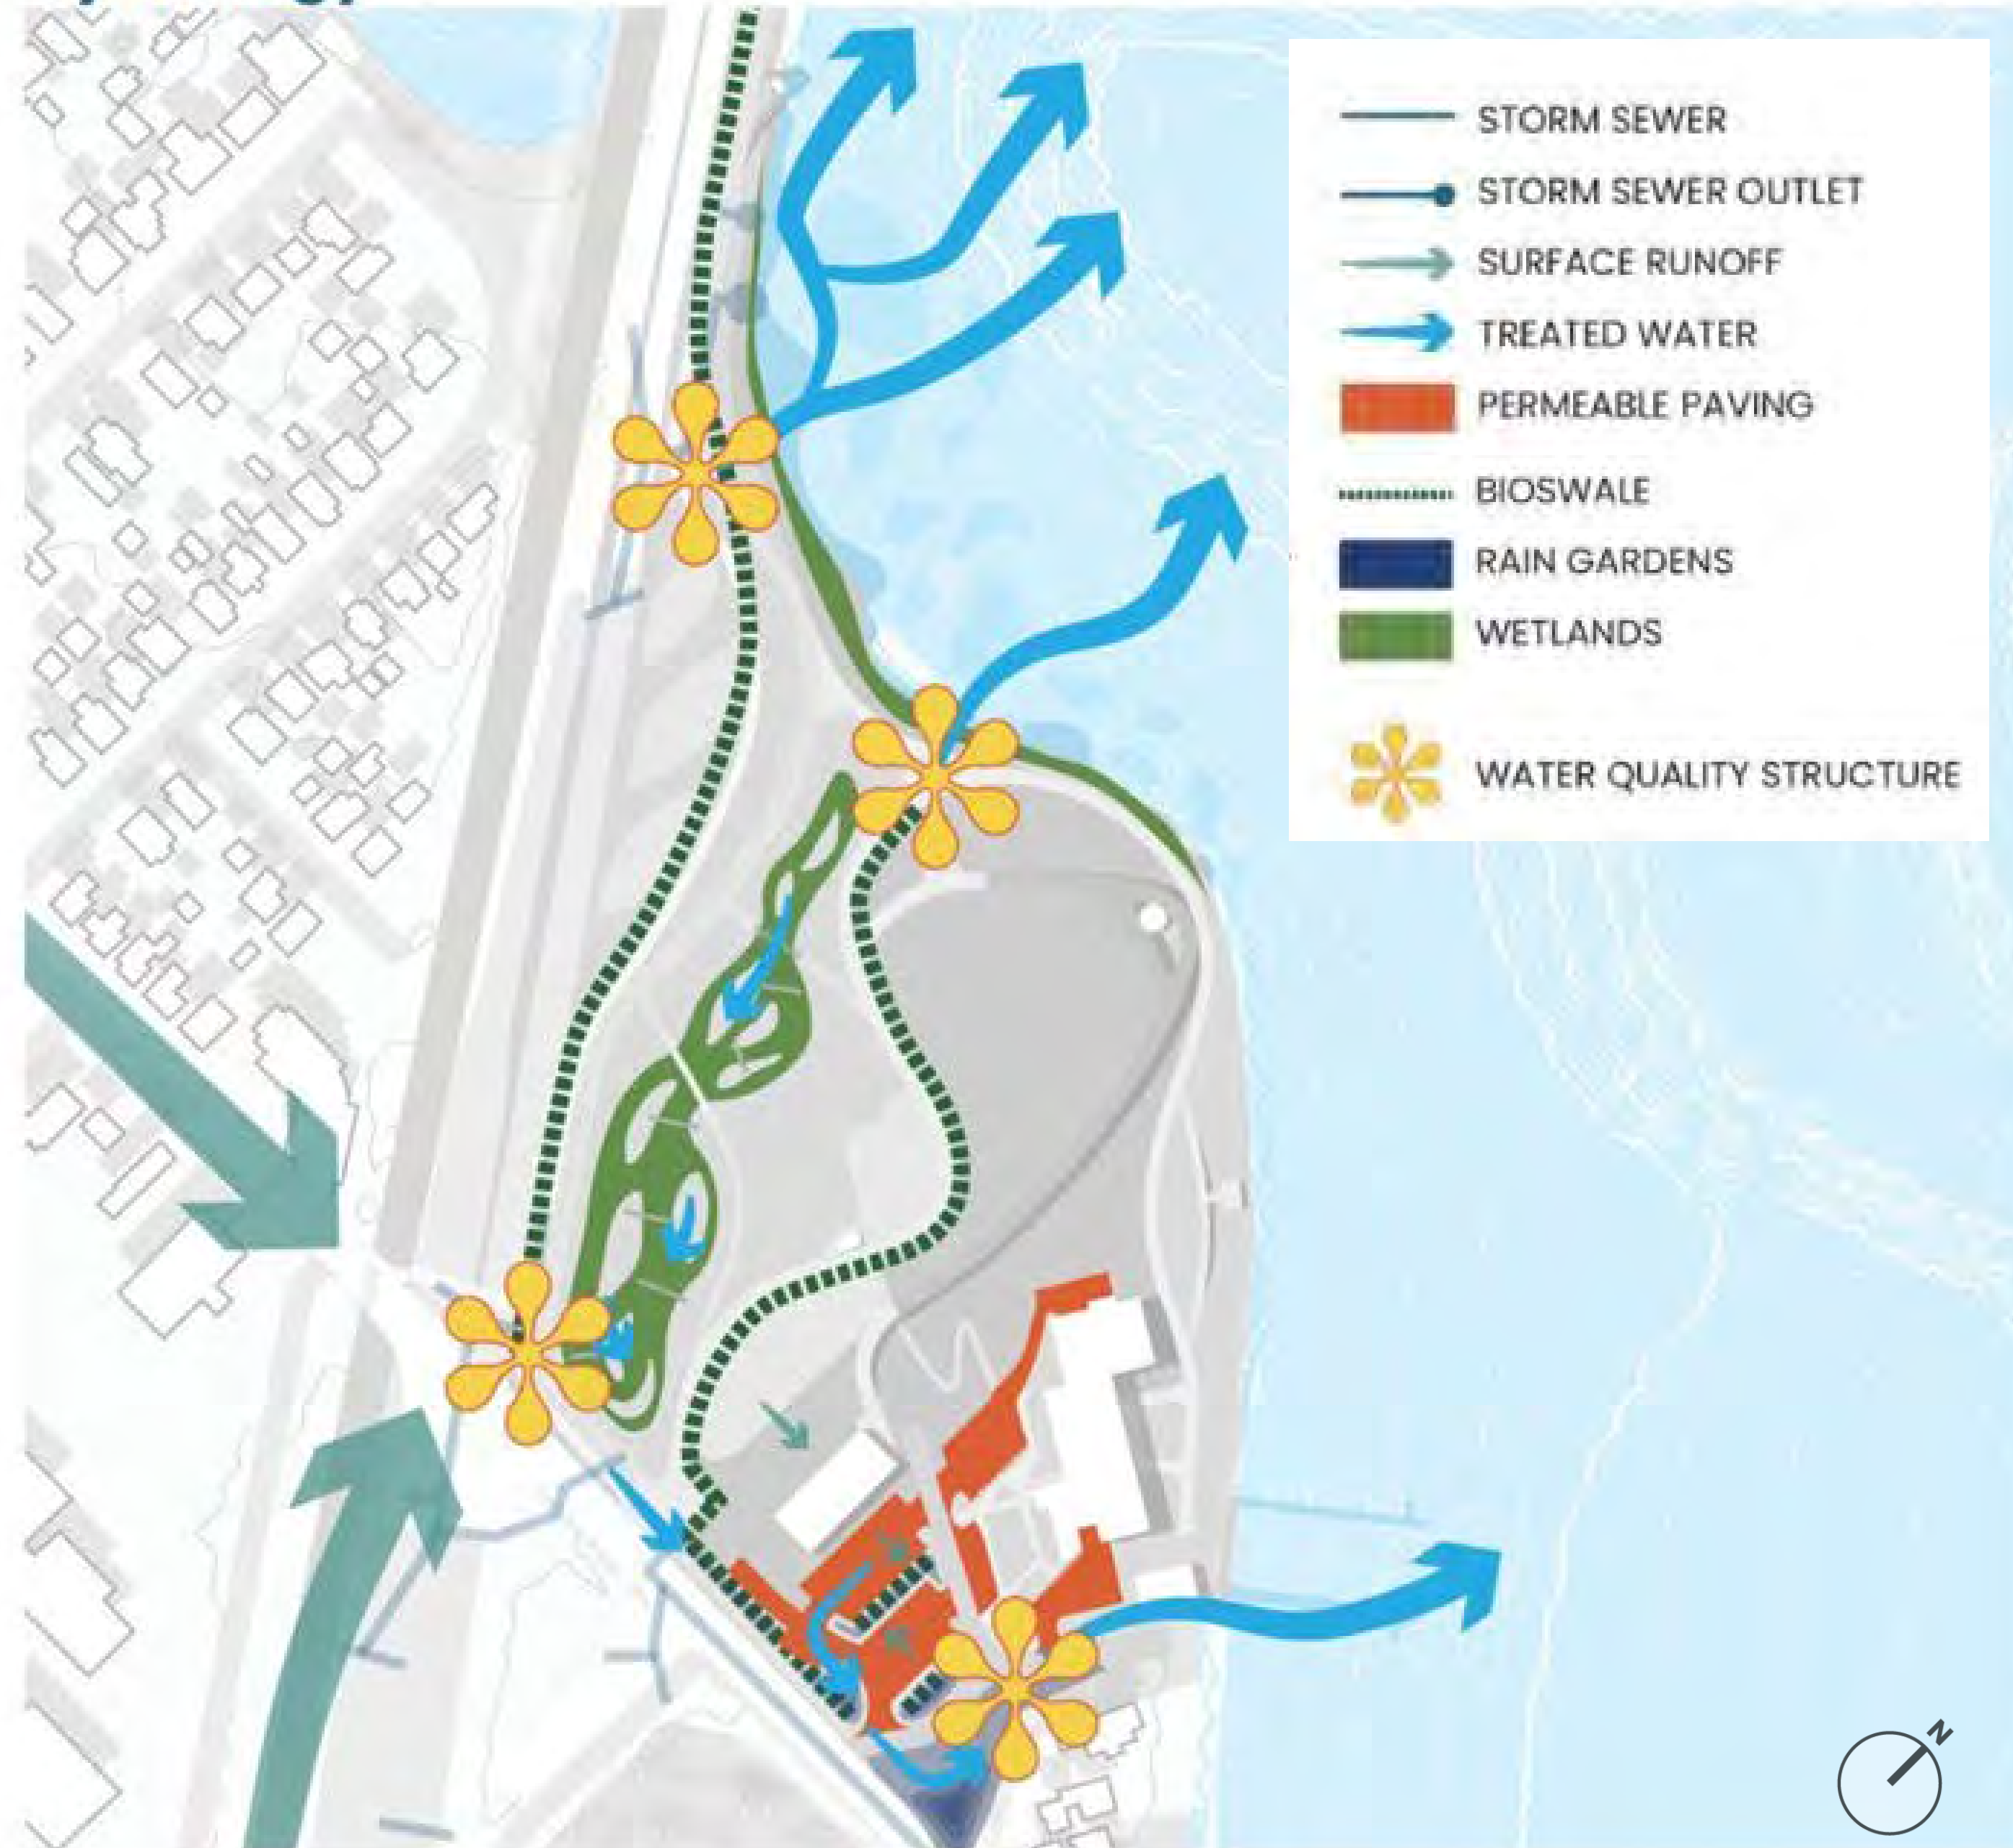 STORM SEWER
STORM SEWER OUTLET
SURFACE RUNOFF
TREATED WATER
PERMEABLE PAVING
BIOSWALE
RAIN GARDENS
WETLANDS
WATER QUALITY STRUCTURE
N